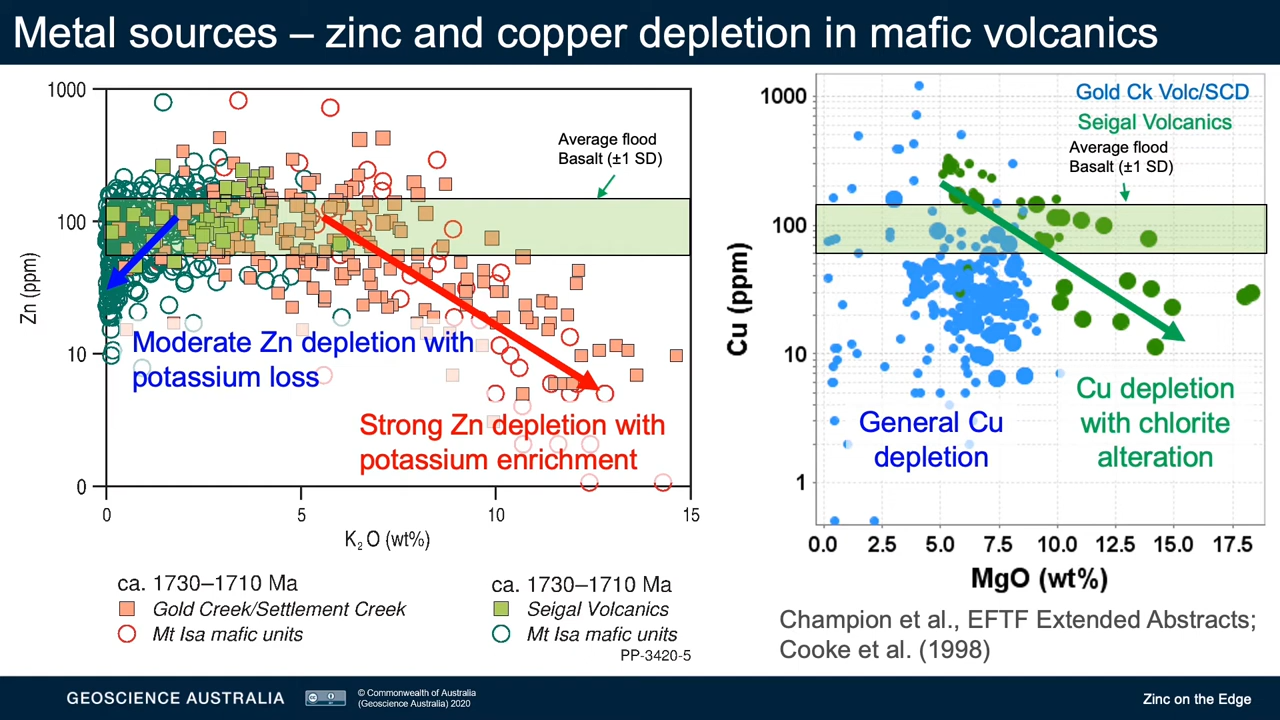 Metal sources – zinc and copper depletion in mafic volcanics
1000
100
10
0
Zn (ppm)
Average flood
Basalt (±1 SD)
Moderate Zn depletion with
potassium loss
Strong Zn depletion with
potassium enrichment
0
5
10
15
K2O (wt%)
ca. 1730–1710 Ma
Gold Creek/Settlement Creek
Mt Isa mafic units
ca. 1730–1710 Ma
Seigal Volcanics
Mt Isa mafic units
PP-3420-5
1000
100
10
1
Cu (ppm)
Gold Ck Volc/SCD
Seigal Volcanics
Average flood
Basalt (±1 SD)
General Cu
depletion
Cu depletion
with chlorite
alteration
0.0
2.5
5.0
7.5
10.0
12.5
15.0
17.5
MgO (wt%)
Champion et al., EFTF Extended Abstracts;
Cooke et al. (1998)
GEOSCIENCE AUSTRALIA
© Commonwealth of Australia
(Geoscience Australia) 2020
Zinc on the Edge